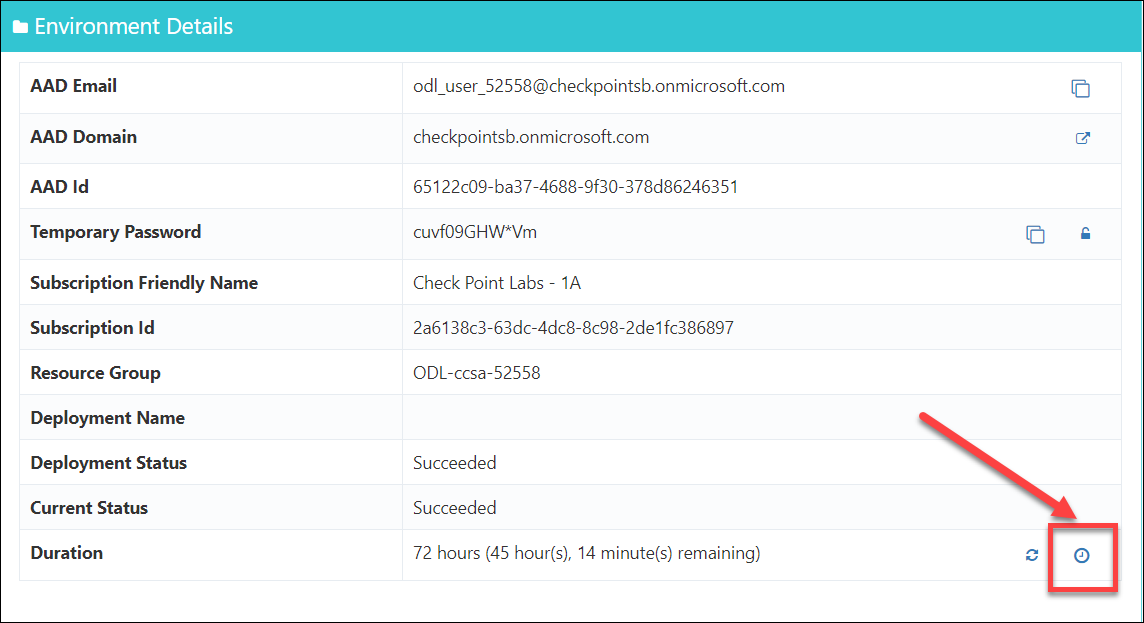 Environment Details
AAD Email odl_user_52558@checkpointsb.onmicrosoft.com
AAD Domain checkpointsb.onmicrosoft.com
AAD Id 65122c09-ba37-4688-9f30-378d86246351
Temporary Password cuvf09GHW*Vm
Subscription Friendly Name Check Point Labs - 1A
Subscription Id 2a6138c3-63dc-4dc8-8c98-2de1fc386897
Resource Group ODL-ccsa-52558
Deployment Name
Deployment Status Succeeded
Current Status Succeeded
Duration 72 hours (45 hour(s), 14 minute(s) remaining)